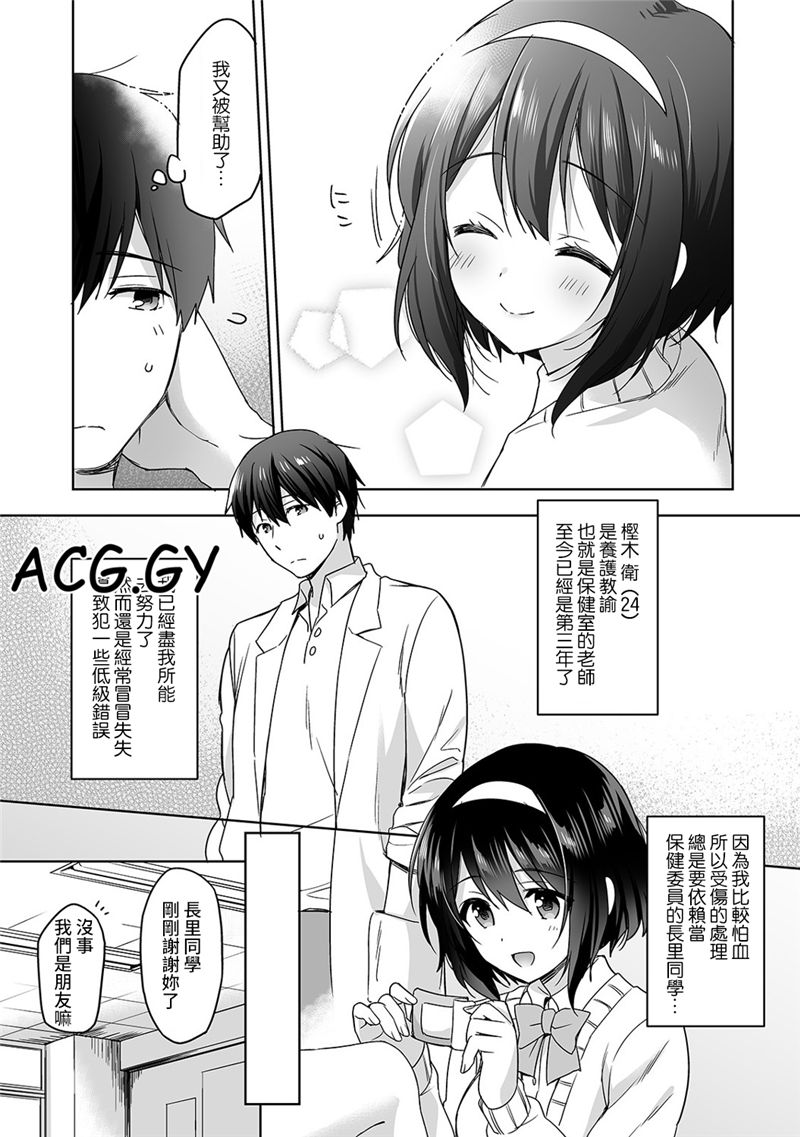 我又被幫助了…
樫木 衛（24）
是養護教諭
也就是保健室的老師
至今已經是第三年了
ACG.GY
已經盡我所能
努力了
然而還是經常冒冒失失
致犯一些低級錯誤
因為我比較怕血
所以受傷的處理
總是要依賴當
保健委員的長里同學…
長里同學
剛剛謝謝妳了
沒事
我們是朋友嘛